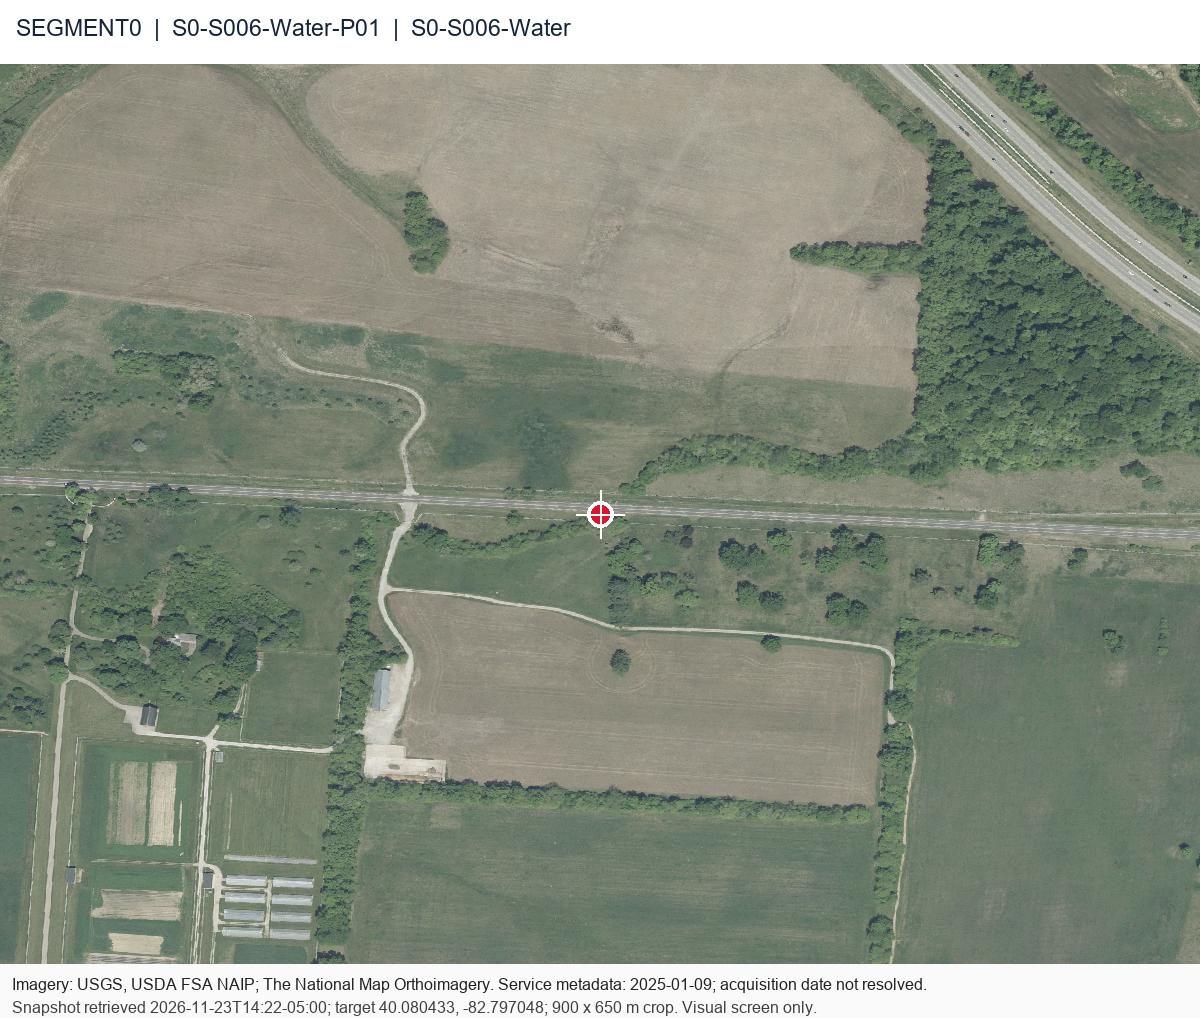 SEGMENT0 | S0-S006-Water-P01 | S0-S006-Water
Imagery: USGS, USDA FSA NAIP; The National Map Orthoimagery. Service metadata: 2025-01-09; acquisition date not resolved.
Snapshot retrieved 2026-11-23T14:22-05:00; target 40.080433, -82.797048; 900 x 650 m crop. Visual screen only.